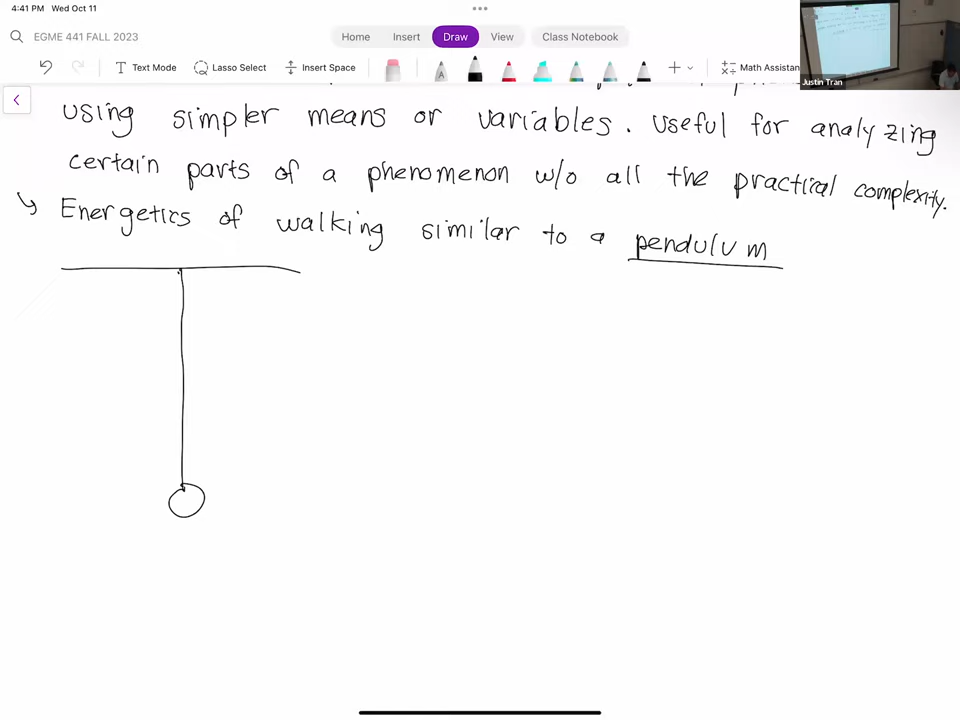 4:41 PM Wed Oct 11
EGME 441 FALL 2023
Home Insert Draw View Class Notebook
Text Mode Lasso Select Insert Space Math Assistan
Justin Tran
using simpler means or variables. Useful for analyzing
certain parts of a phenomenon w/o all the practical complexity.
↳ Energetics of walking similar to a pendulum